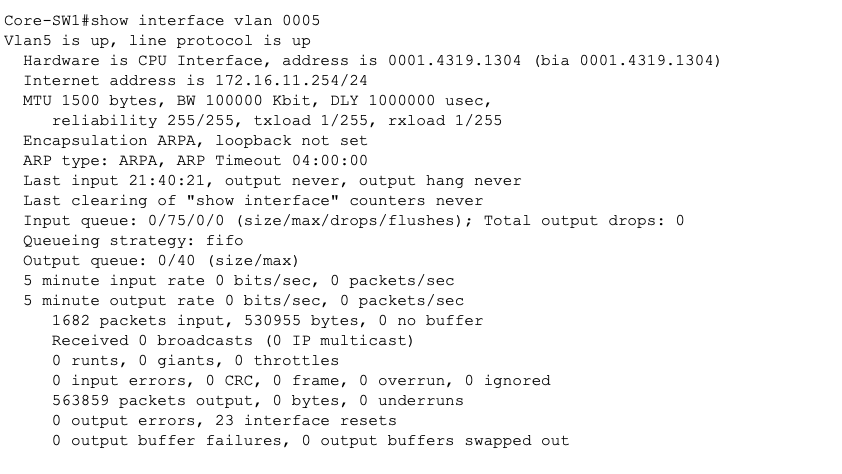 Core-SW1#show interface vlan 0005
Vlan5 is up, line protocol is up
Hardware is CPU Interface, address is 0001.4319.1304 (bia 0001.4319.1304)
Internet address is 172.16.11.254/24
MTU 1500 bytes, BW 100000 Kbit, DLY 1000000 usec,
reliability 255/255, txload 1/255, rxload 1/255
Encapsulation ARPA, loopback not set
ARP type: ARPA, ARP Timeout 04:00:00
Last input 21:40:21, output never, output hang never
Last clearing of "show interface" counters never
Input queue: 0/75/0/0 (size/max/drops/flushes); Total output drops: 0
Queueing strategy: fifo
Output queue: 0/40 (size/max)
5 minute input rate 0 bits/sec, 0 packets/sec
5 minute output rate 0 bits/sec, 0 packets/sec
1682 packets input, 530955 bytes, 0 no buffer
Received 0 broadcasts (0 IP multicast)
0 runts, 0 giants, 0 throttles
0 input errors, 0 CRC, 0 frame, 0 overrun, 0 ignored
563859 packets output, 0 bytes, 0 underruns
0 output errors, 23 interface resets
0 output buffer failures, 0 output buffers swapped out